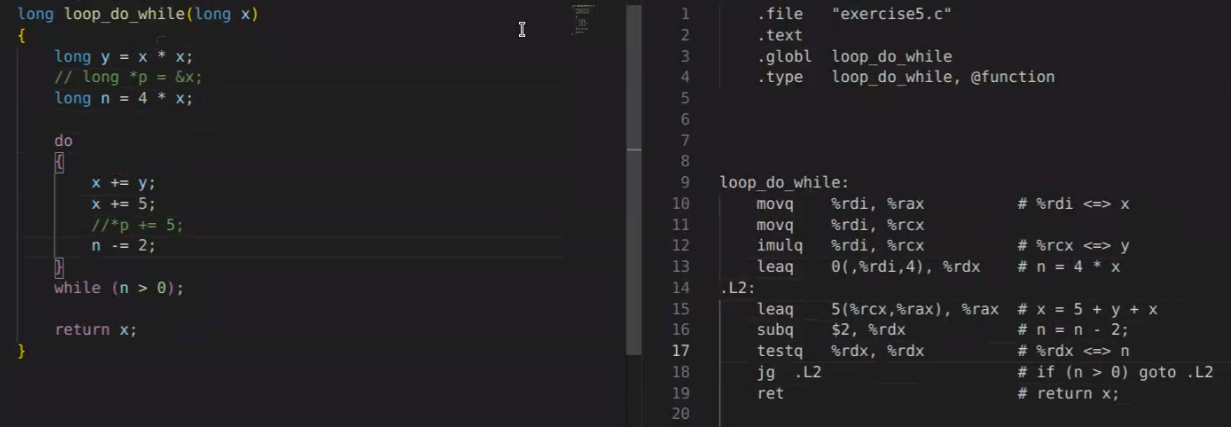 long loop_do_while(long x)
{
    long y = x * x;
    // long *p = &x;
    long n = 4 * x;
    do
    {
        x += y;
        x += 5;
        //*p += 5;
        n -= 2;
    }
    while (n > 0);
    return x;
}
1 .file "exercise5.c"
2 .text
3 .globl loop_do_while
4 .type loop_do_while, @function
5
6
7
8
9 loop_do_while:
10 movq %rdi, %rax # %rdi <=> x
11 movq %rdi, %rcx
12 imulq %rdi, %rcx # %rcx <=> y
13 leaq 0(,%rdi,4), %rdx # n = 4 * x
14 .L2:
15 leaq 5(%rcx,%rax), %rax # x = 5 + y + x
16 subq $2, %rdx # n = n - 2;
17 testq %rdx, %rdx # %rdx <=> n
18 jg .L2 # if (n > 0) goto .L2
19 ret # return x;
20